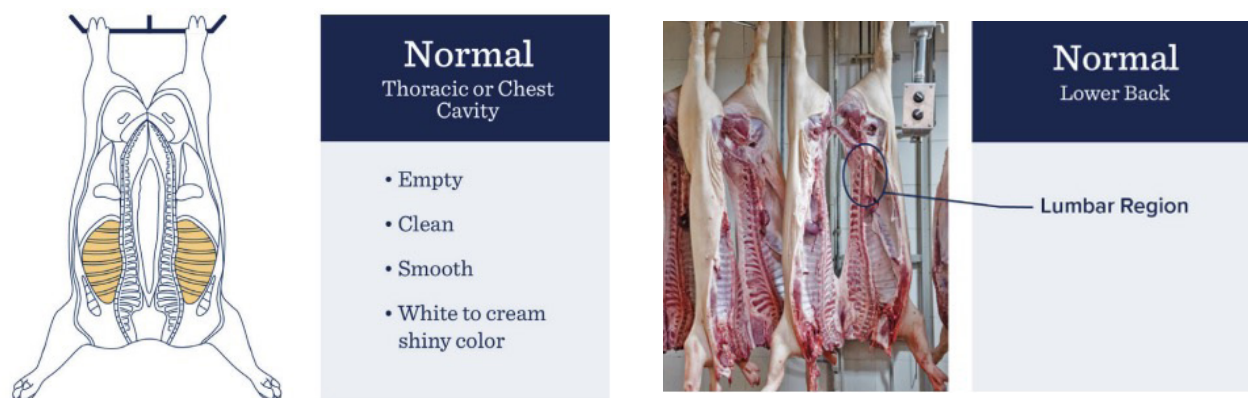 Normal
Thoracic or Chest
Cavity
• Empty
• Clean
• Smooth
• White to cream
shiny color
Normal
Lower Back
Lumbar Region